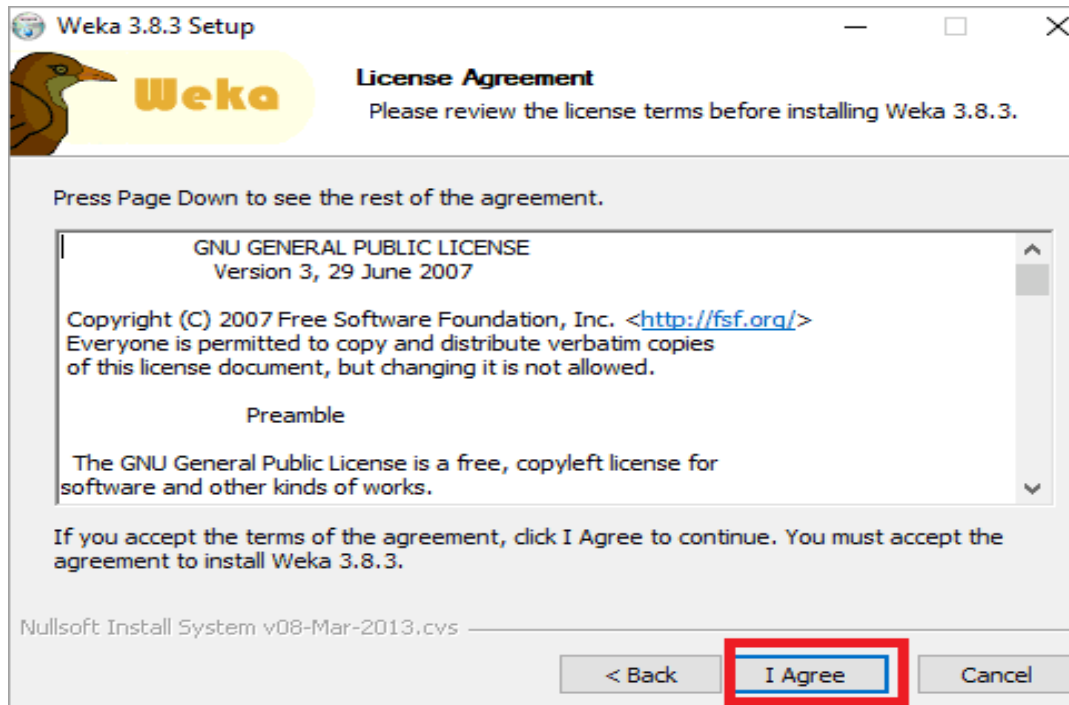 Weka 3.8.3 Setup
Weka
License Agreement
Please review the license terms before installing Weka 3.8.3.
Press Page Down to see the rest of the agreement.
GNU GENERAL PUBLIC LICENSE
Version 3, 29 June 2007
Copyright (C) 2007 Free Software Foundation, Inc. <http://fsf.org/>
Everyone is permitted to copy and distribute verbatim copies
of this license document, but changing it is not allowed.
Preamble
The GNU General Public License is a free, copyleft license for
software and other kinds of works.
If you accept the terms of the agreement, click I Agree to continue. You must accept the
agreement to install Weka 3.8.3.
Nullsoft Install System v08-Mar-2013.cvs
< Back I Agree Cancel